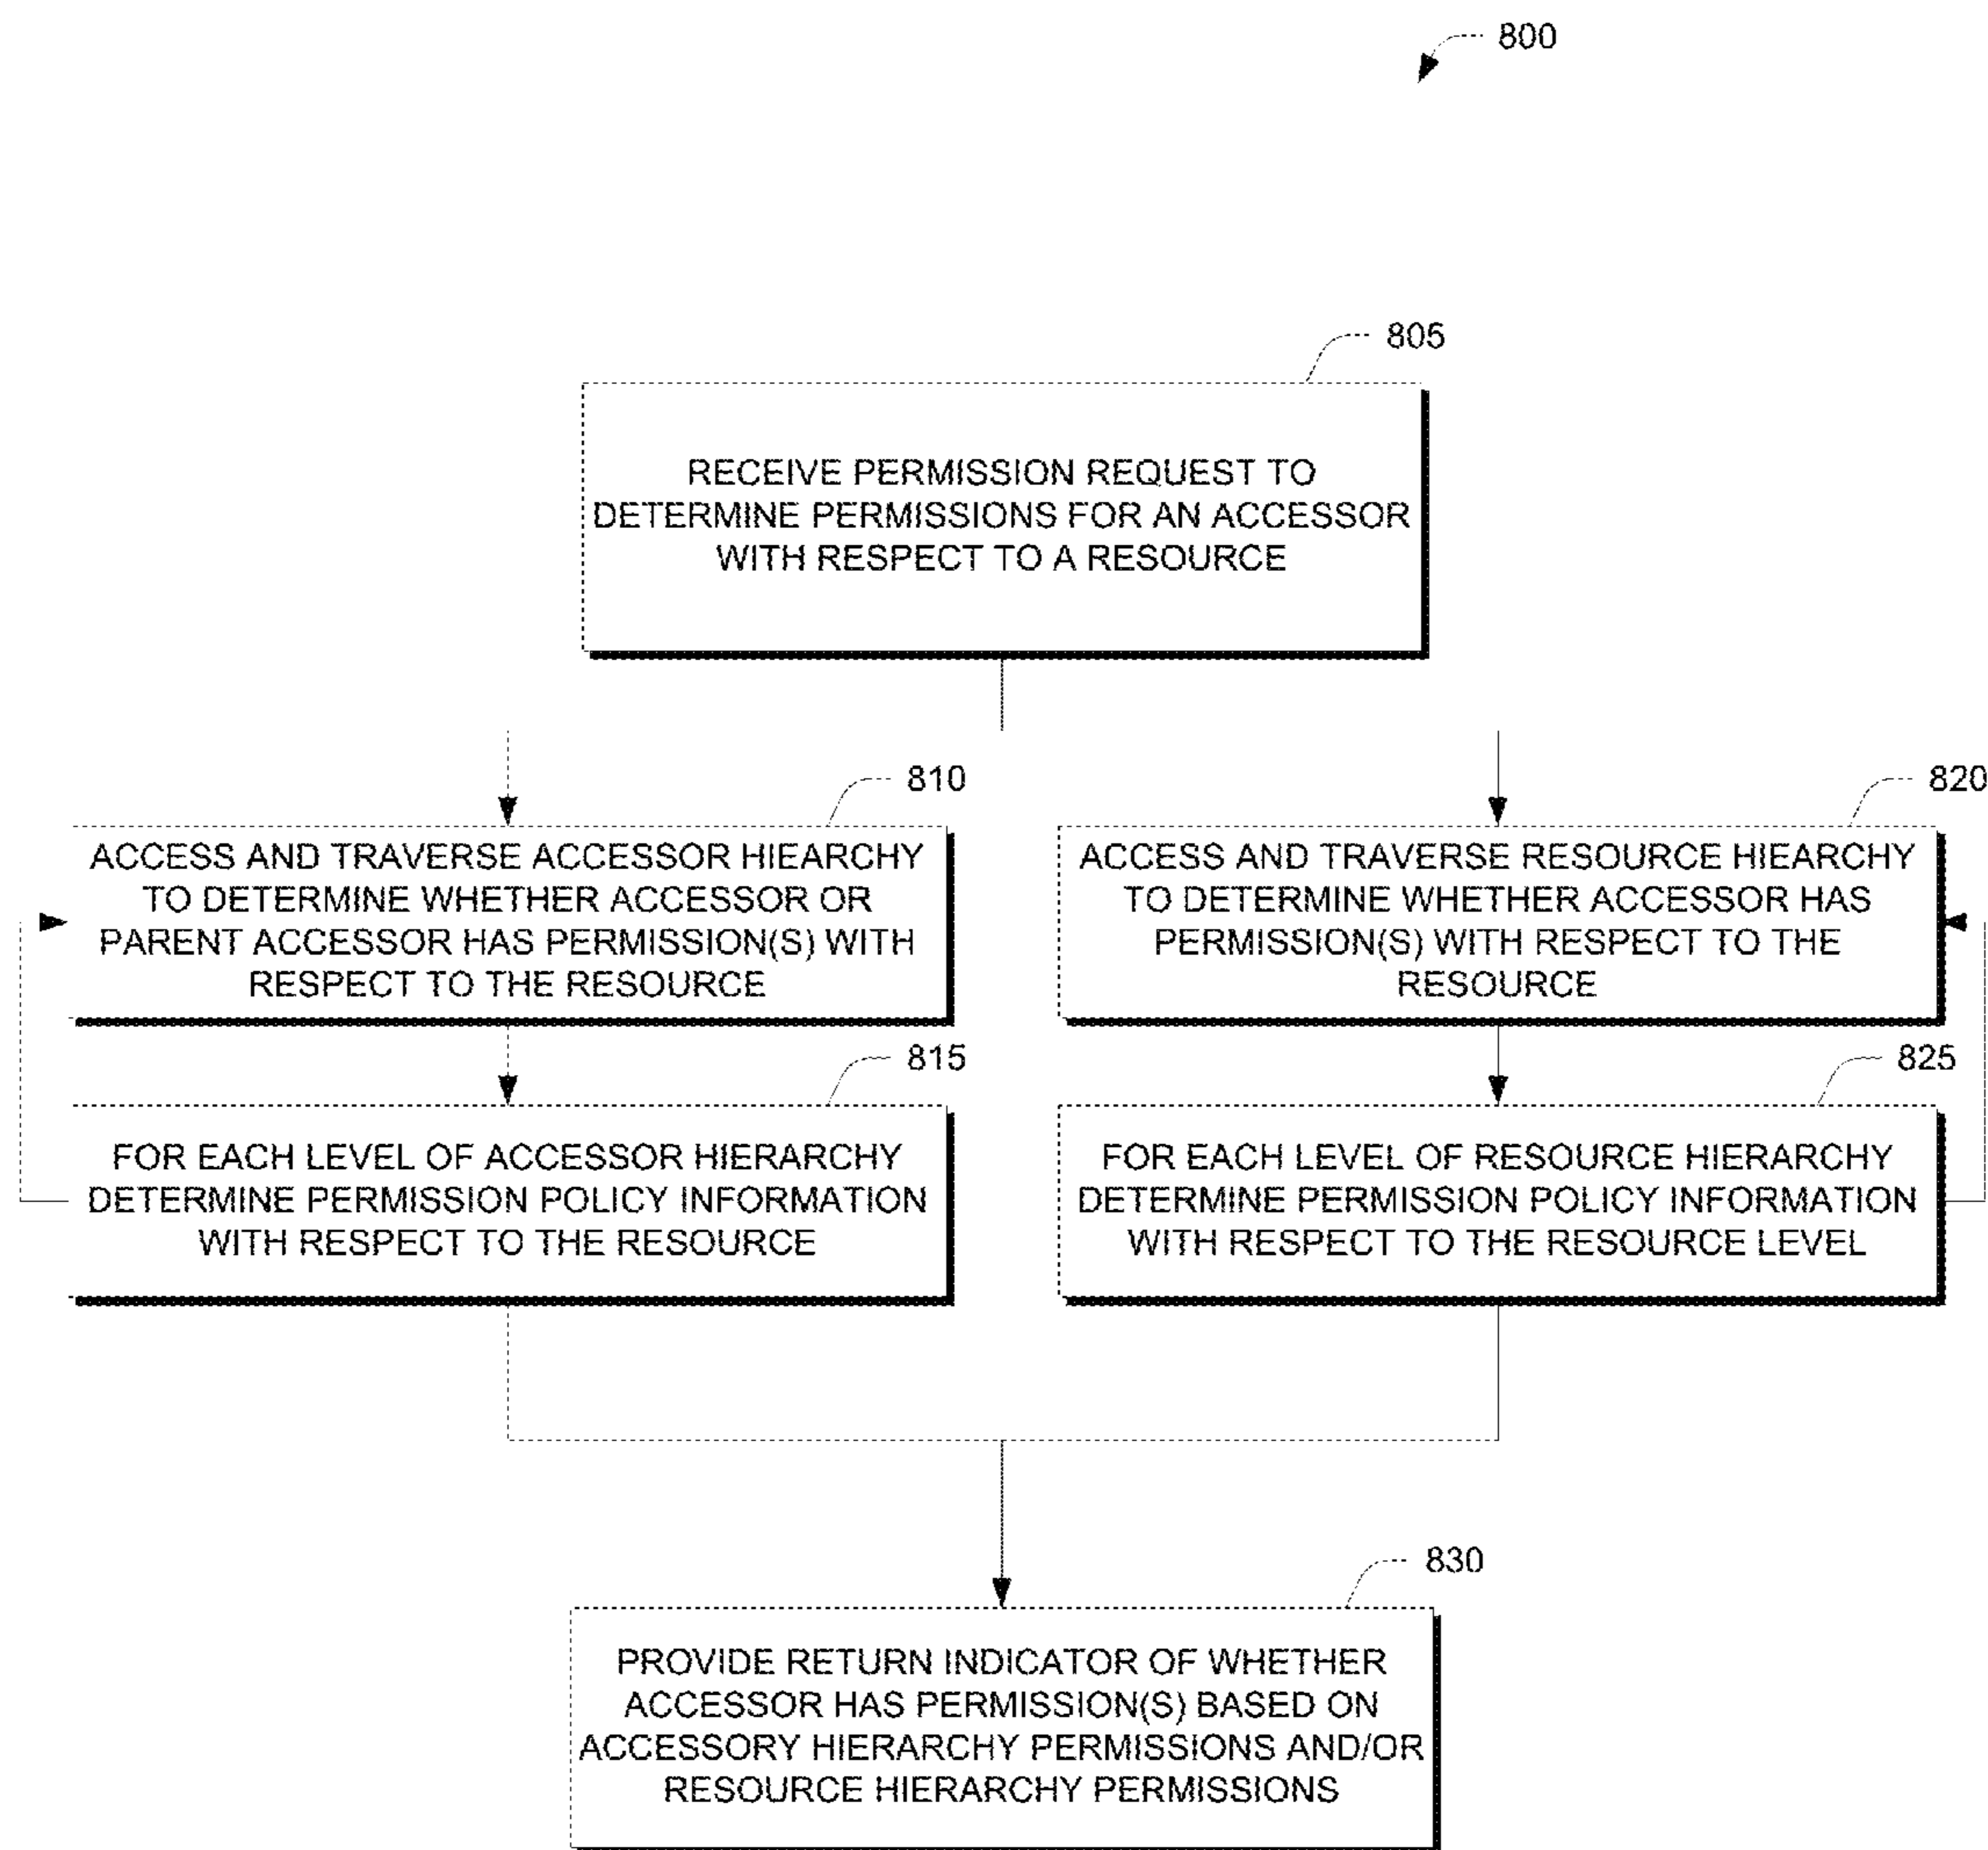 800
805
RECEIVE PERMISSION REQUEST TO
DETERMINE PERMISSIONS FOR AN ACCESSOR
WITH RESPECT TO A RESOURCE
810
ACCESS AND TRAVERSE ACCESSOR HIEARCHY
TO DETERMINE WHETHER ACCESSOR OR
PARENT ACCESSOR HAS PERMISSION(S) WITH
RESPECT TO THE RESOURCE
820
ACCESS AND TRAVERSE RESOURCE HIEARCHY
TO DETERMINE WHETHER ACCESSOR HAS
PERMISSION(S) WITH RESPECT TO THE
RESOURCE
815
FOR EACH LEVEL OF ACCESSOR HIERARCHY
DETERMINE PERMISSION POLICY INFORMATION
WITH RESPECT TO THE RESOURCE
825
FOR EACH LEVEL OF RESOURCE HIERARCHY
DETERMINE PERMISSION POLICY INFORMATION
WITH RESPECT TO THE RESOURCE LEVEL
830
PROVIDE RETURN INDICATOR OF WHETHER
ACCESSOR HAS PERMISSION(S) BASED ON
ACCESSORY HIERARCHY PERMISSIONS AND/OR
RESOURCE HIERARCHY PERMISSIONS